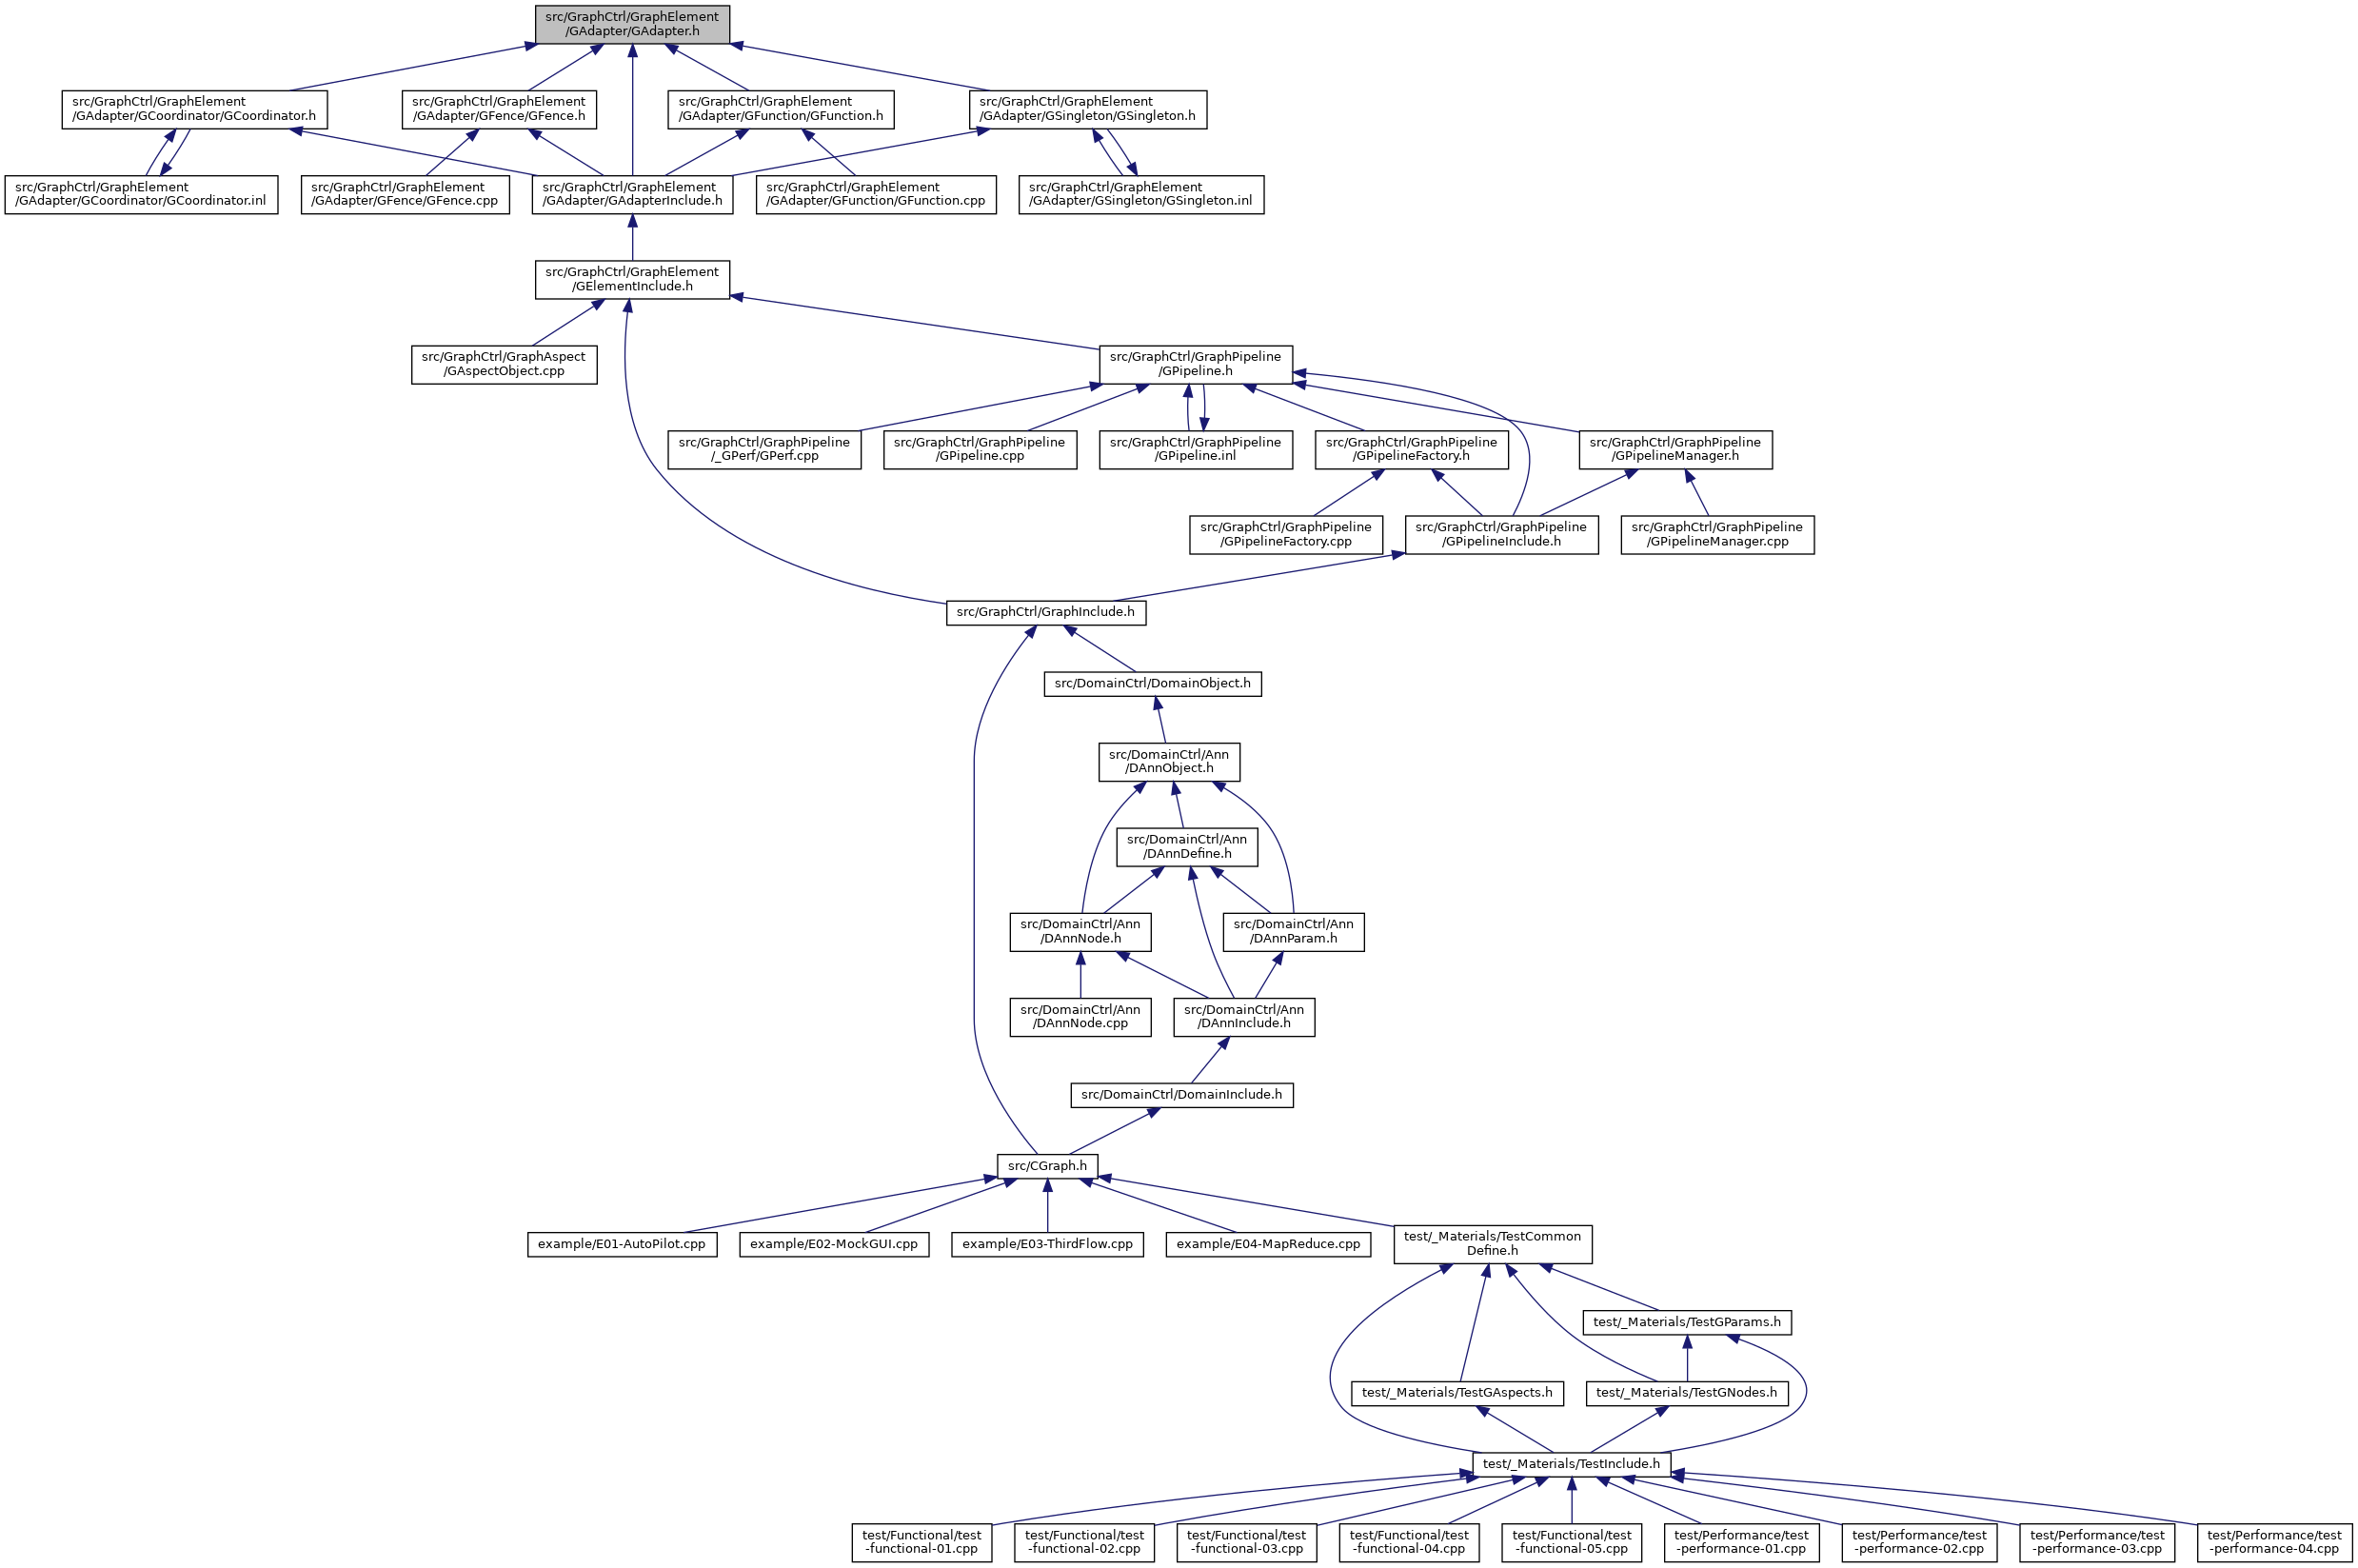 src/GraphCtrl/GraphElement
/GAdapter/GAdapter.h
src/GraphCtrl/GraphElement
/GAdapter/GCoordinator/GCoordinator.h
src/GraphCtrl/GraphElement
/GAdapter/GFence/GFence.h
src/GraphCtrl/GraphElement
/GAdapter/GFunction/GFunction.h
src/GraphCtrl/GraphElement
/GAdapter/GSingleton/GSingleton.h
src/GraphCtrl/GraphElement
/GAdapter/GCoordinator/GCoordinator.inl
src/GraphCtrl/GraphElement
/GAdapter/GFence/GFence.cpp
src/GraphCtrl/GraphElement
/GAdapter/GAdapterInclude.h
src/GraphCtrl/GraphElement
/GAdapter/GFunction/GFunction.cpp
src/GraphCtrl/GraphElement
/GAdapter/GSingleton/GSingleton.inl
src/GraphCtrl/GraphElement
/GElementInclude.h
src/GraphCtrl/GraphAspect
/GAspectObject.cpp
src/GraphCtrl/GraphPipeline
/GPipeline.h
src/GraphCtrl/GraphPipeline
/_GPerf/GPerf.cpp
src/GraphCtrl/GraphPipeline
/GPipeline.cpp
src/GraphCtrl/GraphPipeline
/GPipeline.inl
src/GraphCtrl/GraphPipeline
/GPipelineFactory.h
src/GraphCtrl/GraphPipeline
/GPipelineManager.h
src/GraphCtrl/GraphPipeline
/GPipelineFactory.cpp
src/GraphCtrl/GraphPipeline
/GPipelineInclude.h
src/GraphCtrl/GraphPipeline
/GPipelineManager.cpp
src/GraphCtrl/GraphInclude.h
src/DomainCtrl/DomainObject.h
src/DomainCtrl/Ann
/DAnnObject.h
src/DomainCtrl/Ann
/DAnnDefine.h
src/DomainCtrl/Ann
/DAnnNode.h
src/DomainCtrl/Ann
/DAnnParam.h
src/DomainCtrl/Ann
/DAnnNode.cpp
src/DomainCtrl/Ann
/DAnnInclude.h
src/DomainCtrl/DomainInclude.h
src/CGraph.h
example/E01-AutoPilot.cpp
example/E02-MockGUI.cpp
example/E03-ThirdFlow.cpp
example/E04-MapReduce.cpp
test/_Materials/TestCommon
Define.h
test/_Materials/TestGParams.h
test/_Materials/TestGAspects.h
test/_Materials/TestGNodes.h
test/_Materials/TestInclude.h
test/Functional/test
-functional-01.cpp
test/Functional/test
-functional-02.cpp
test/Functional/test
-functional-03.cpp
test/Functional/test
-functional-04.cpp
test/Functional/test
-functional-05.cpp
test/Performance/test
-performance-01.cpp
test/Performance/test
-performance-02.cpp
test/Performance/test
-performance-03.cpp
test/Performance/test
-performance-04.cpp